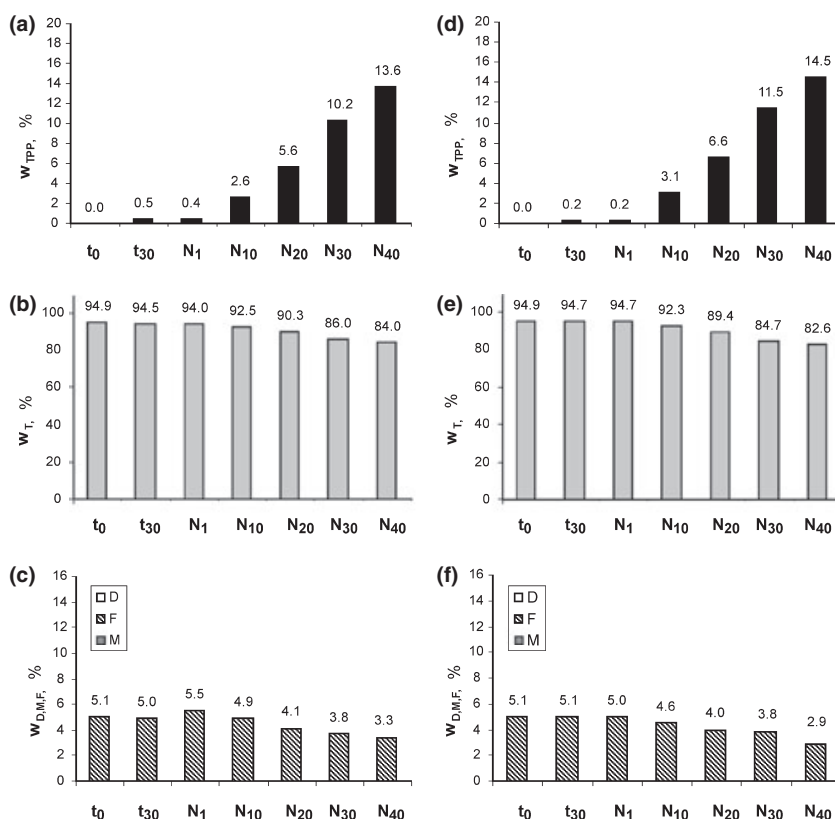 (a)
20
18
16
14
12
10
8
6
4
2
0
w_TPP, %
0.0 0.5 0.4 2.6 5.6 10.2 13.6
t0 t30 N1 N10 N20 N30 N40
(d)
20
18
16
14
12
10
8
6
4
2
0
w_TPP, %
0.0 0.2 0.2 3.1 6.6 11.5 14.5
t0 t30 N1 N10 N20 N30 N40
(b)
100
80
60
40
20
0
w_T, %
94.9 94.5 94.0 92.5 90.3 86.0 84.0
t0 t30 N1 N10 N20 N30 N40
(e)
100
80
60
40
20
0
w_T, %
94.9 94.7 94.7 92.3 89.4 84.7 82.6
t0 t30 N1 N10 N20 N30 N40
(c)
16
14
12
10
8
6
4
2
0
w_D,M,F, %
D
F
M
5.1 5.0 5.5 4.9 4.1 3.8 3.3
t0 t30 N1 N10 N20 N30 N40
(f)
16
14
12
10
8
6
4
2
0
w_D,M,F, %
D
F
M
5.1 5.1 5.0 4.6 4.0 3.8 2.9
t0 t30 N1 N10 N20 N30 N40